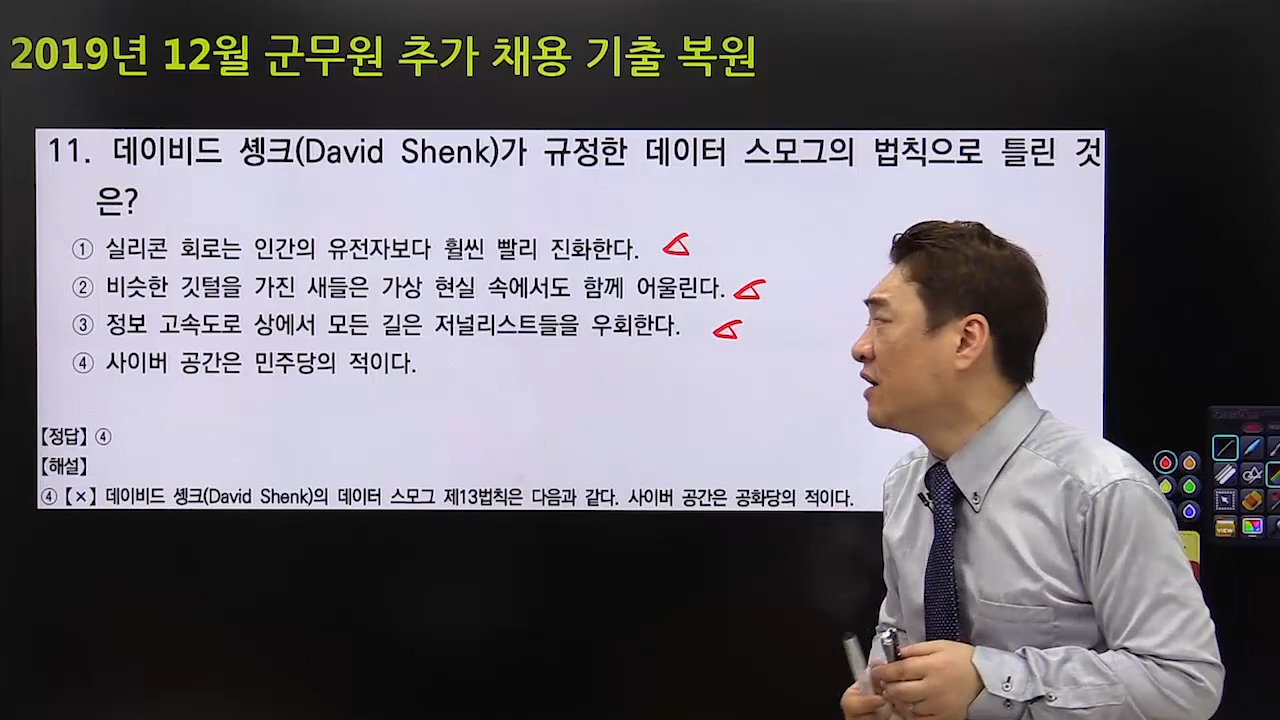 2019년 12월 군무원 추가 채용 기출 복원
11. 데이비드 솅크(David Shenk)가 규정한 데이터 스모그의 법칙으로 틀린 것
은?
① 실리콘 회로는 인간의 유전자보다 훨씬 빨리 진화한다.
② 비슷한 깃털을 가진 새들은 가상 현실 속에서도 함께 어울린다.
③ 정보 고속도로 상에서 모든 길은 저널리스트들을 우회한다.
④ 사이버 공간은 민주당의 적이다.
【정답】 ④
【해설】
④ 【×】 데이비드 솅크(David Shenk)의 데이터 스모그 제13법칙은 다음과 같다. 사이버 공간은 공화당의 적이다.
VIEW